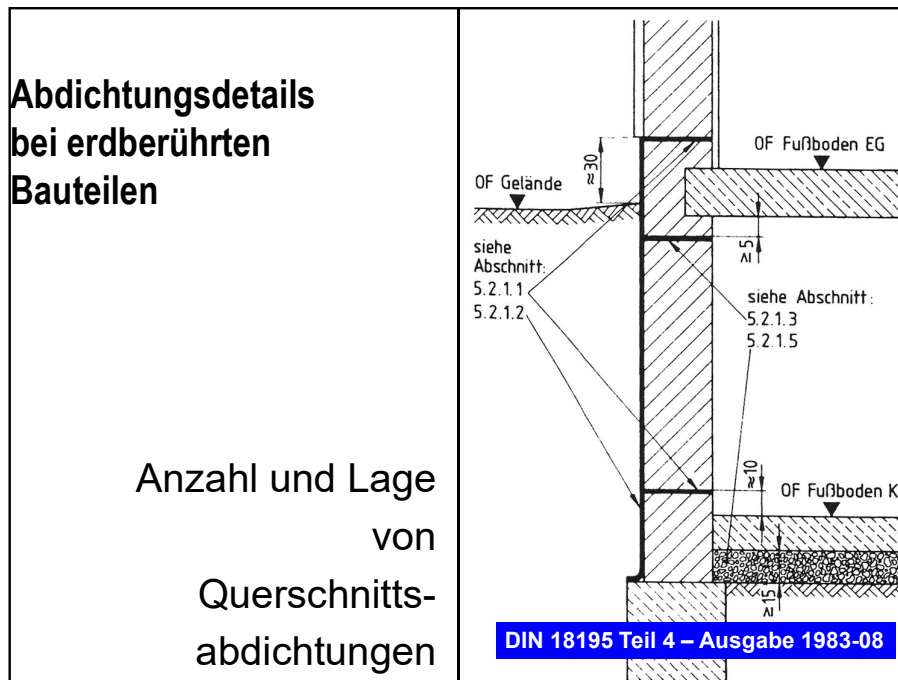 Abdichtungsdetails
bei erdberührten
Bauteilen
Anzahl und Lage
von
Querschnitts-
abdichtungen
OF Fußboden EG
≈30
OF Gelände
≥5
siehe
Abschnitt:
5.2.1.1
5.2.1.2
siehe Abschnitt:
5.2.1.3
5.2.1.5
≈10
OF Fußboden K
≥15
DIN 18195 Teil 4 – Ausgabe 1983-08